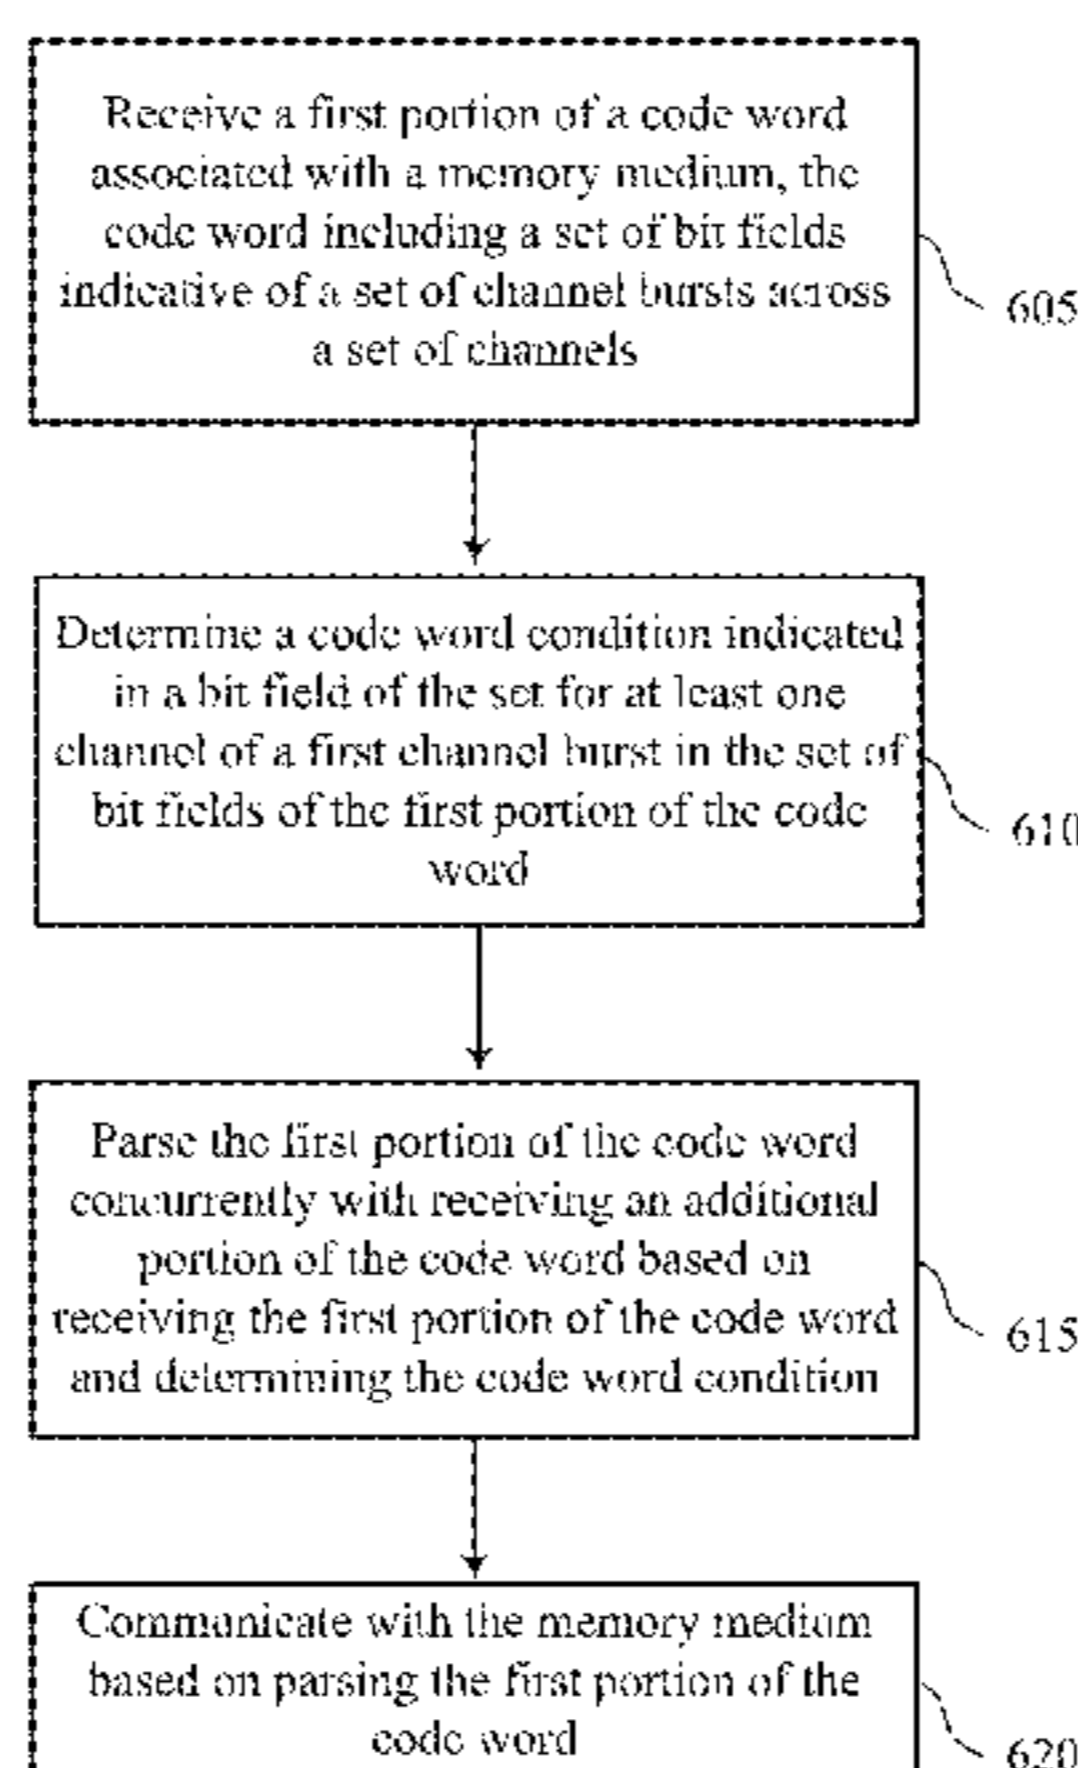 Receive a first portion of a code word
associated with a memory medium, the
code word including a set of bit fields
indicative of a set of channel bursts across
a set of channels
605
Determine a code word condition indicated
in a bit field of the set for at least one
channel of a first channel burst in the set of
bit fields of the first portion of the code
word
610
Parse the first portion of the code word
concurrently with receiving an additional
portion of the code word based on
receiving the first portion of the code word
and determining the code word condition
615
Communicate with the memory medium
based on parsing the first portion of the
code word
620